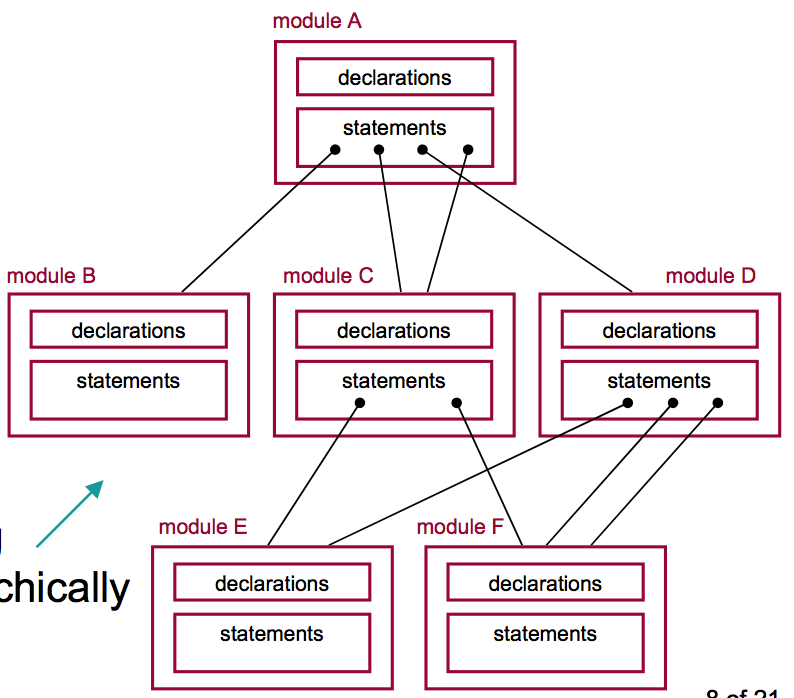 module A
declarations
statements
module B
module C
module D
declarations
declarations
declarations
statements
statements
statements
module E
module F
chically
declarations
declarations
statements
statements
8 of 21